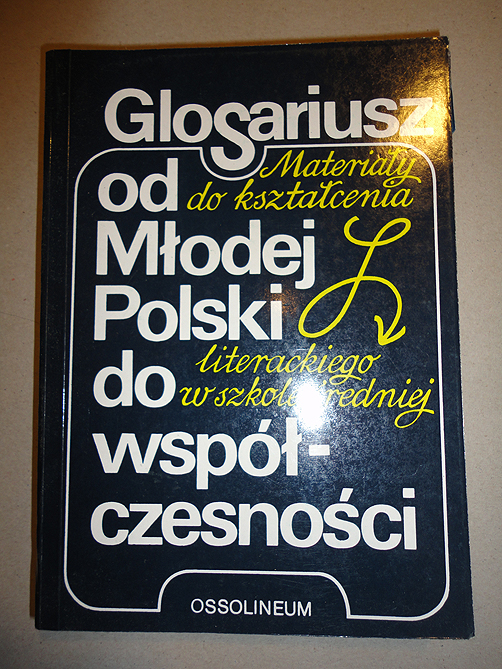 Glosariusz
od
Młodej
Polski
do
współ-
czesności
Materiały
do kształcenia
literackiego
w szkole średniej
OSSOLINEUM